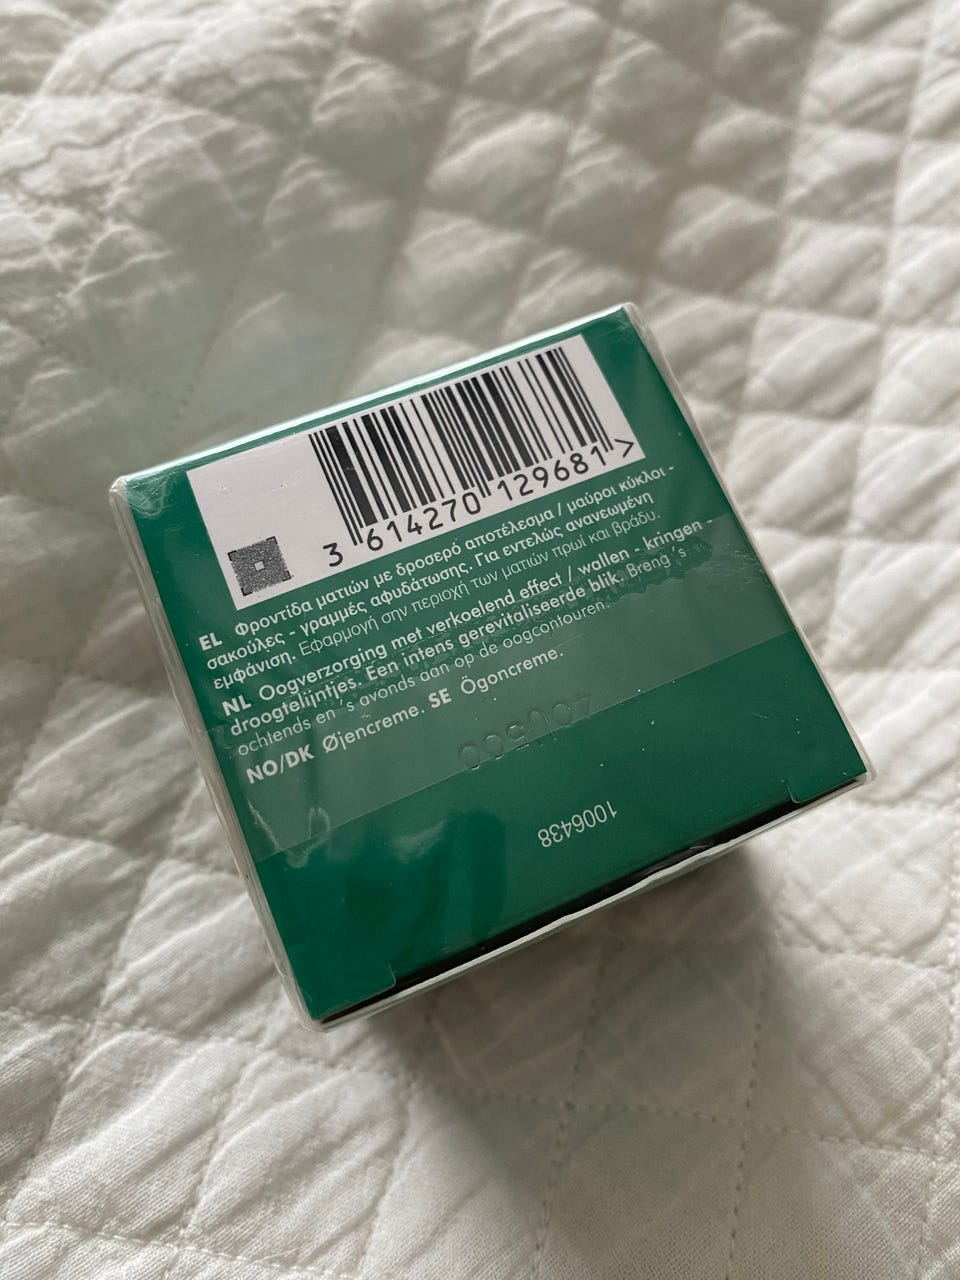 3 614270 129681 >
EL Φροντίδα ματιών με δροσερό αποτέλεσμα / μαύροι κύκλοι -
σακούλες - γραμμές αφυδάτωσης. Για εντελώς ανανεωμένη
εμφάνιση. Εφαρμογή σην περιοχή των ματιών πρωί και βράδυ.
NL Oogverzorging met verkoelend effect / wallen - kringen -
droogtelijntjes. Een intens gerevitaliseerde blik. Breng 's
ochtends en 's avonds aan op de oogcontouren.
NO/DK Øjencreme. SE Ögoncreme.
1006438